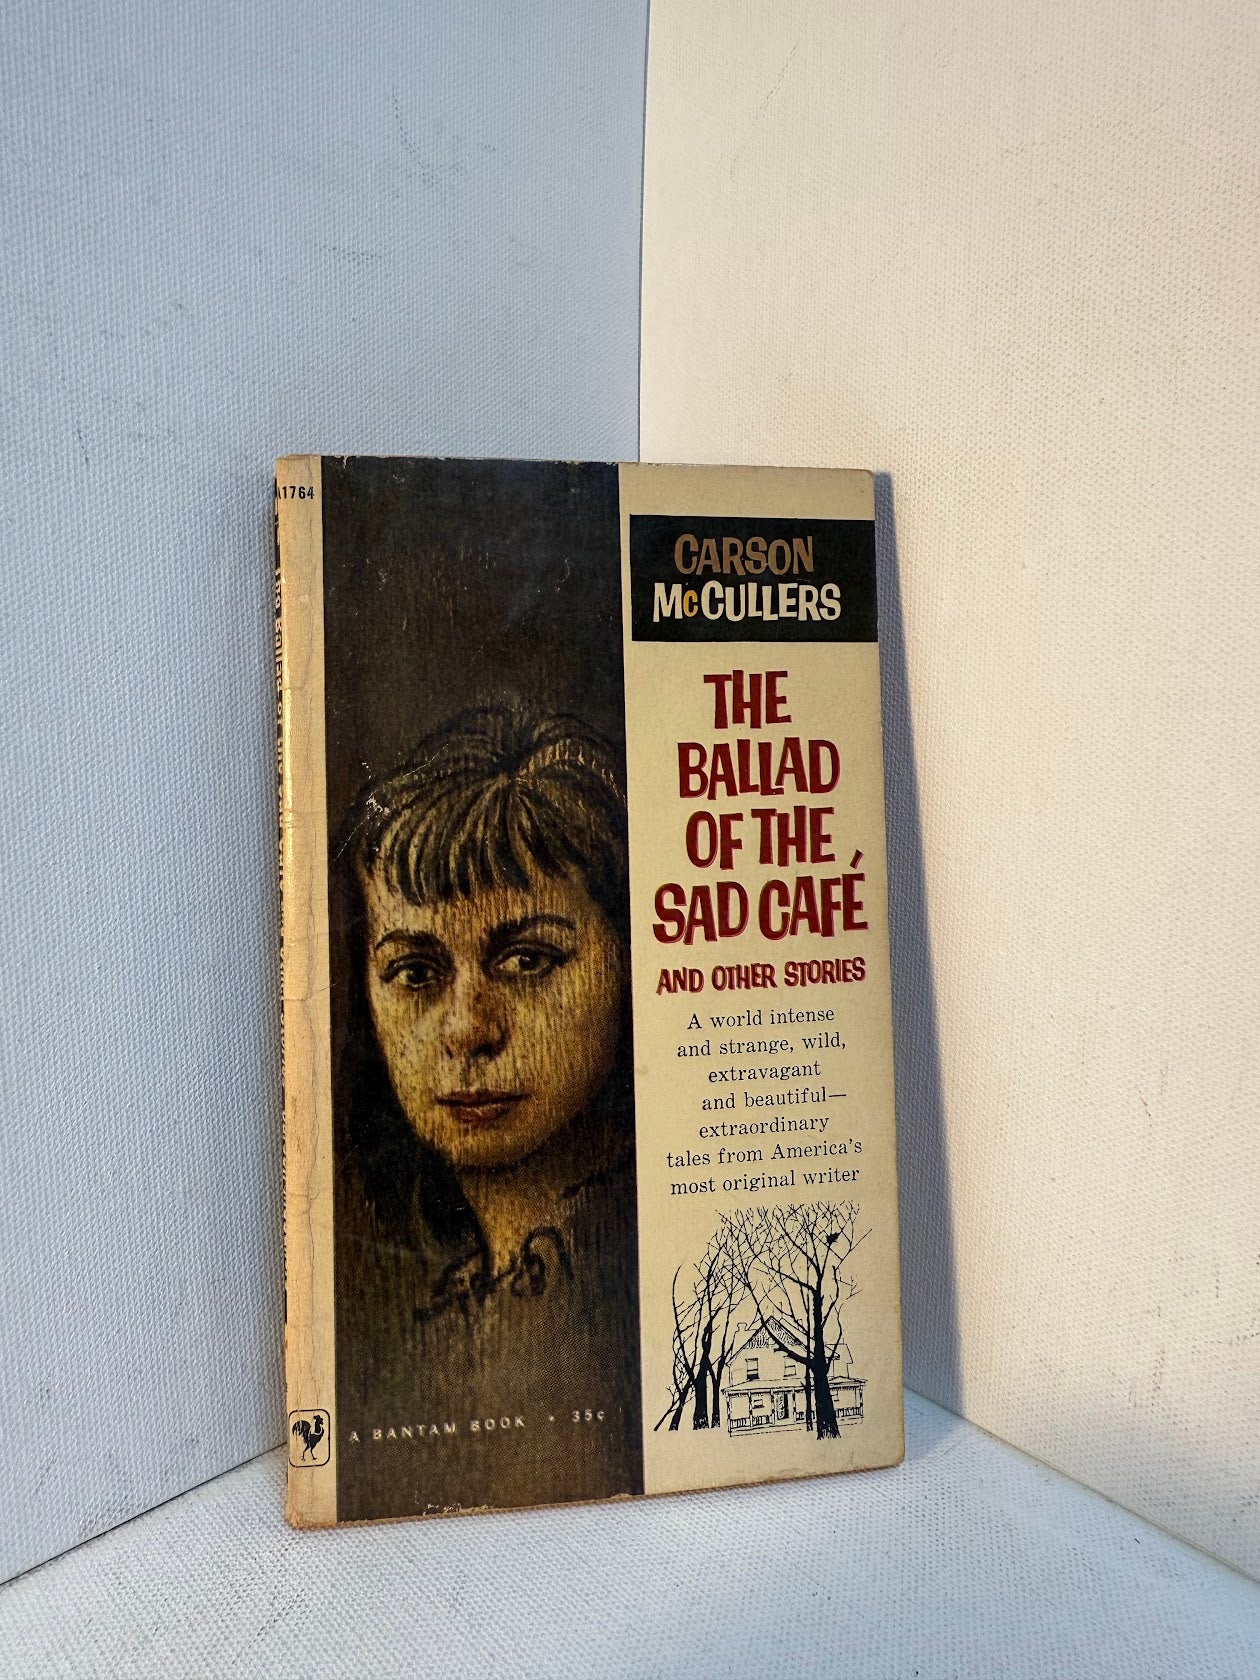 A1764
CARSON
McCULLERS
THE
BALLAD
OF THE
SAD CAFÉ
AND OTHER STORIES
A world intense
and strange, wild,
extravagant
and beautiful—
extraordinary
tales from America's
most original writer
A BANTAM BOOK • 35¢